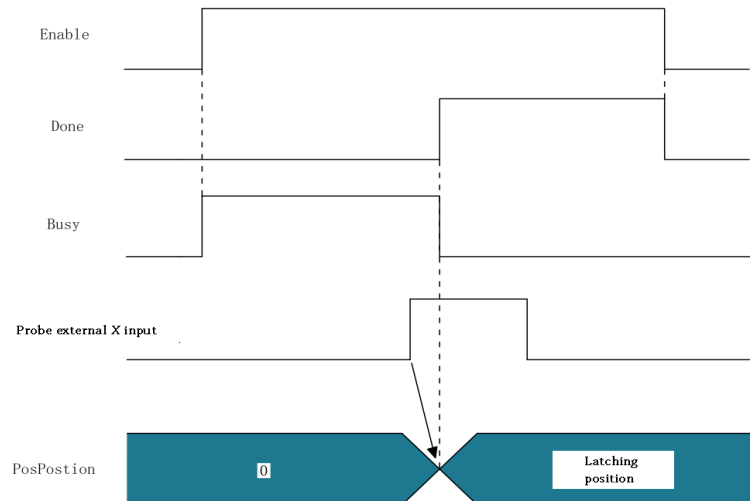 Enable
Done
Busy
Probe external X input
PosPostion
0
Latching
position